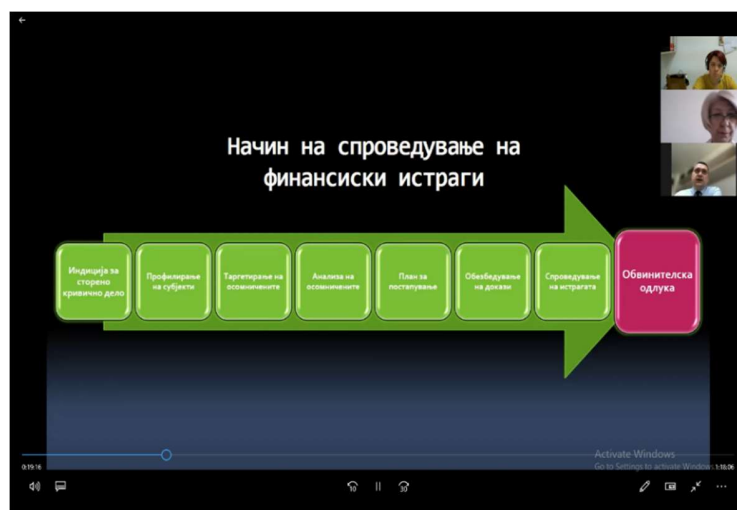 Начин на спроведување на
финансиски истраги
Индиција за
сторено
кривично дело
Профилирање
на субјекти
Таргетирање на
осомничените
Анализа на
осомничените
План за
постапување
Обезбедување
на докази
Спроведување
на истрагата
Обвинителска
одлука
Activate Windows
Go to Settings to activate Windows.
0:19:16
1:18:06
10
30